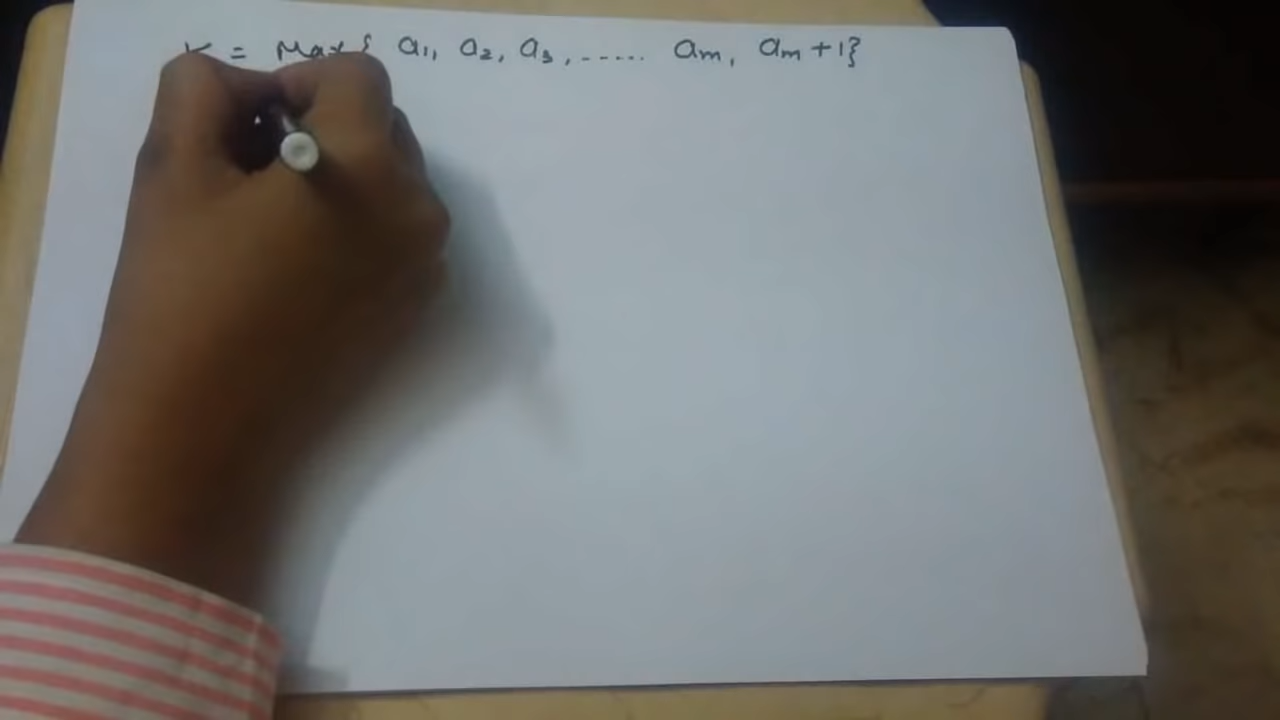 K = Max { a₁, a₂, a₃, ..... aₘ, aₘ + 1}